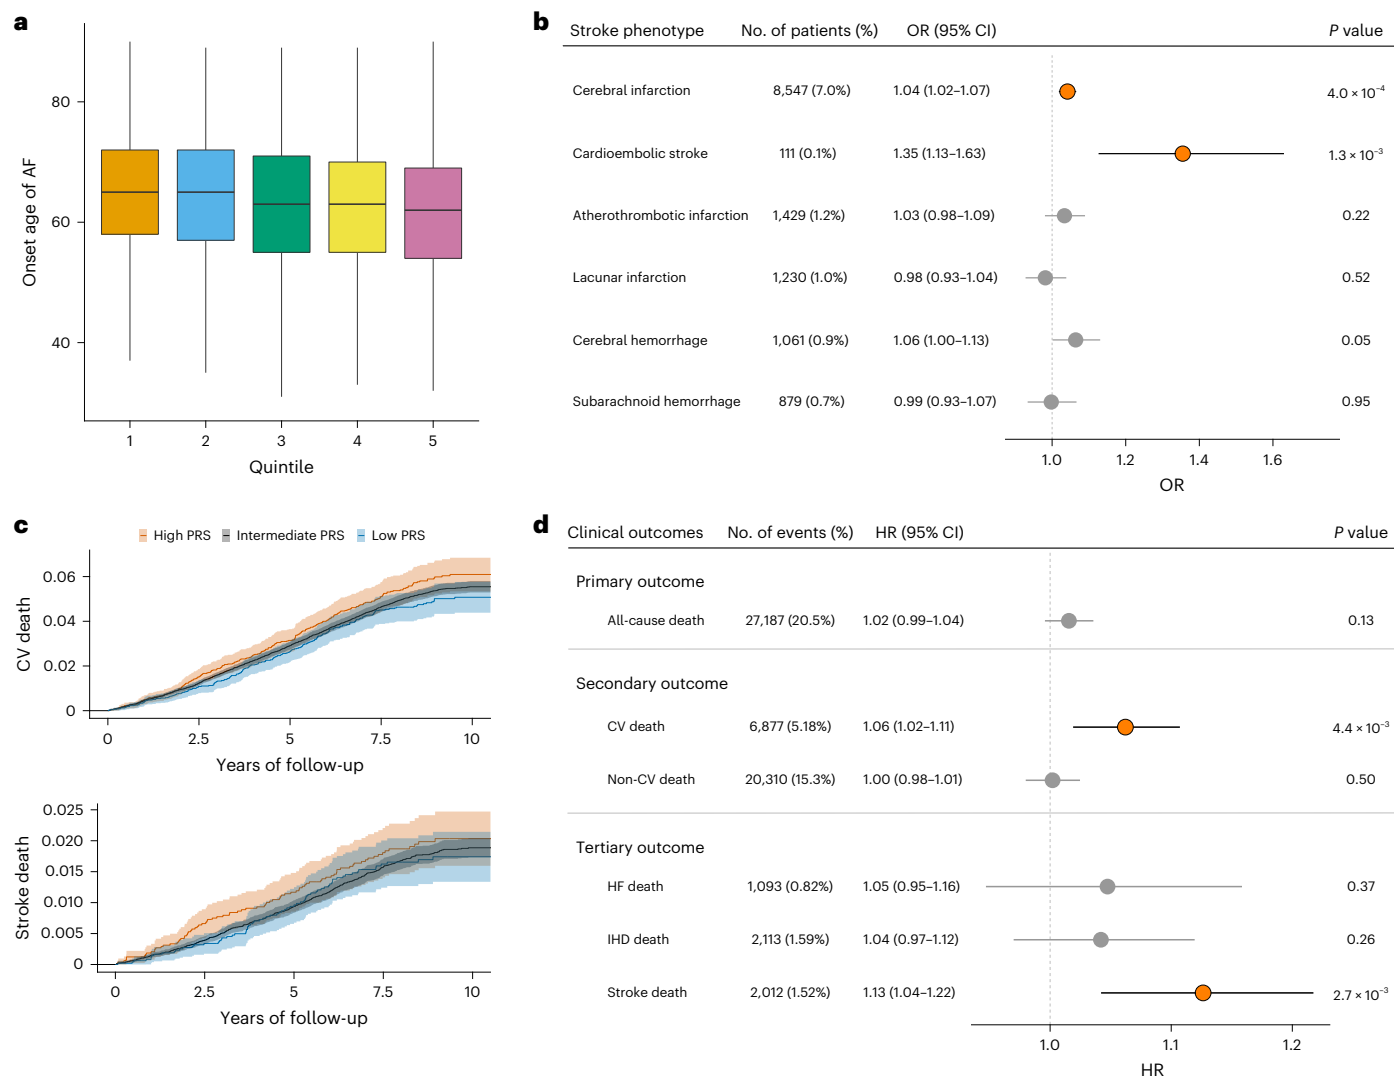 a
80
60
40
Onset age of AF
1 2 3 4 5
Quintile
b
Stroke phenotype No. of patients (%) OR (95% CI) P value
Cerebral infarction 8,547 (7.0%) 1.04 (1.02–1.07) 4.0 × 10⁻⁴
Cardioembolic stroke 111 (0.1%) 1.35 (1.13–1.63) 1.3 × 10⁻³
Atherothrombotic infarction 1,429 (1.2%) 1.03 (0.98–1.09) 0.22
Lacunar infarction 1,230 (1.0%) 0.98 (0.93–1.04) 0.52
Cerebral hemorrhage 1,061 (0.9%) 1.06 (1.00–1.13) 0.05
Subarachnoid hemorrhage 879 (0.7%) 0.99 (0.93–1.07) 0.95
1.0 1.2 1.4 1.6
OR
c
High PRS Intermediate PRS Low PRS
0.06
0.04
0.02
0
CV death
0 2.5 5 7.5 10
Years of follow-up
0.025
0.020
0.015
0.010
0.005
0
Stroke death
0 2.5 5 7.5 10
Years of follow-up
d
Clinical outcomes No. of events (%) HR (95% CI) P value
Primary outcome
All-cause death 27,187 (20.5%) 1.02 (0.99–1.04) 0.13
Secondary outcome
CV death 6,877 (5.18%) 1.06 (1.02–1.11) 4.4 × 10⁻³
Non-CV death 20,310 (15.3%) 1.00 (0.98–1.01) 0.50
Tertiary outcome
HF death 1,093 (0.82%) 1.05 (0.95–1.16) 0.37
IHD death 2,113 (1.59%) 1.04 (0.97–1.12) 0.26
Stroke death 2,012 (1.52%) 1.13 (1.04–1.22) 2.7 × 10⁻³
1.0 1.1 1.2
HR